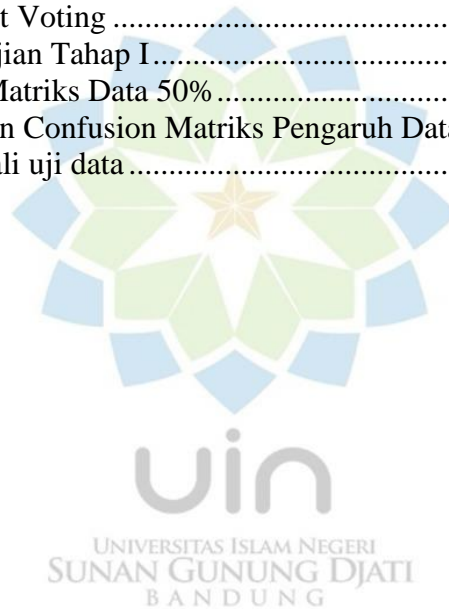 t Voting ........................................
jian Tahap I........................................
Matriks Data 50%........................................
n Confusion Matriks Pengaruh Data
ali uji data........................................
uin
UNIVERSITAS ISLAM NEGERI
SUNAN GUNUNG DJATI
BANDUNG